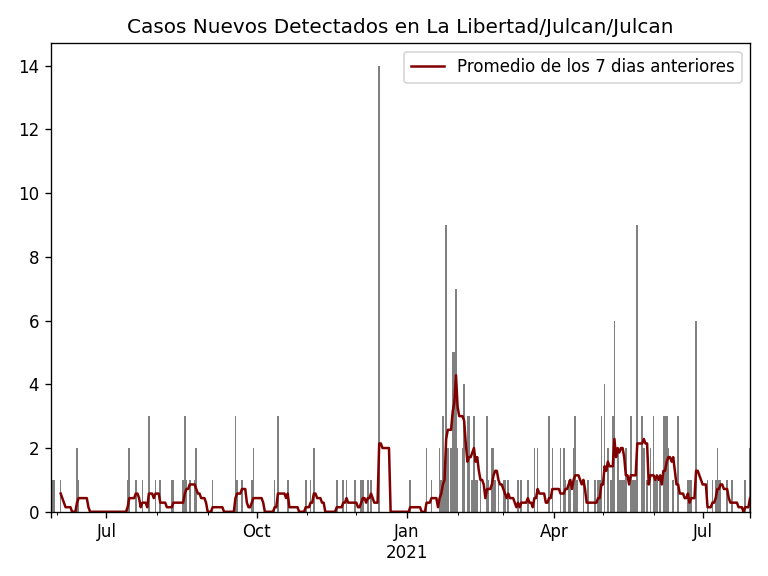 Casos Nuevos Detectados en La Libertad/Julcan/Julcan
Promedio de los 7 dias anteriores
14
12
10
8
6
4
2
0
Jul
Oct
Jan
2021
Apr
Jul